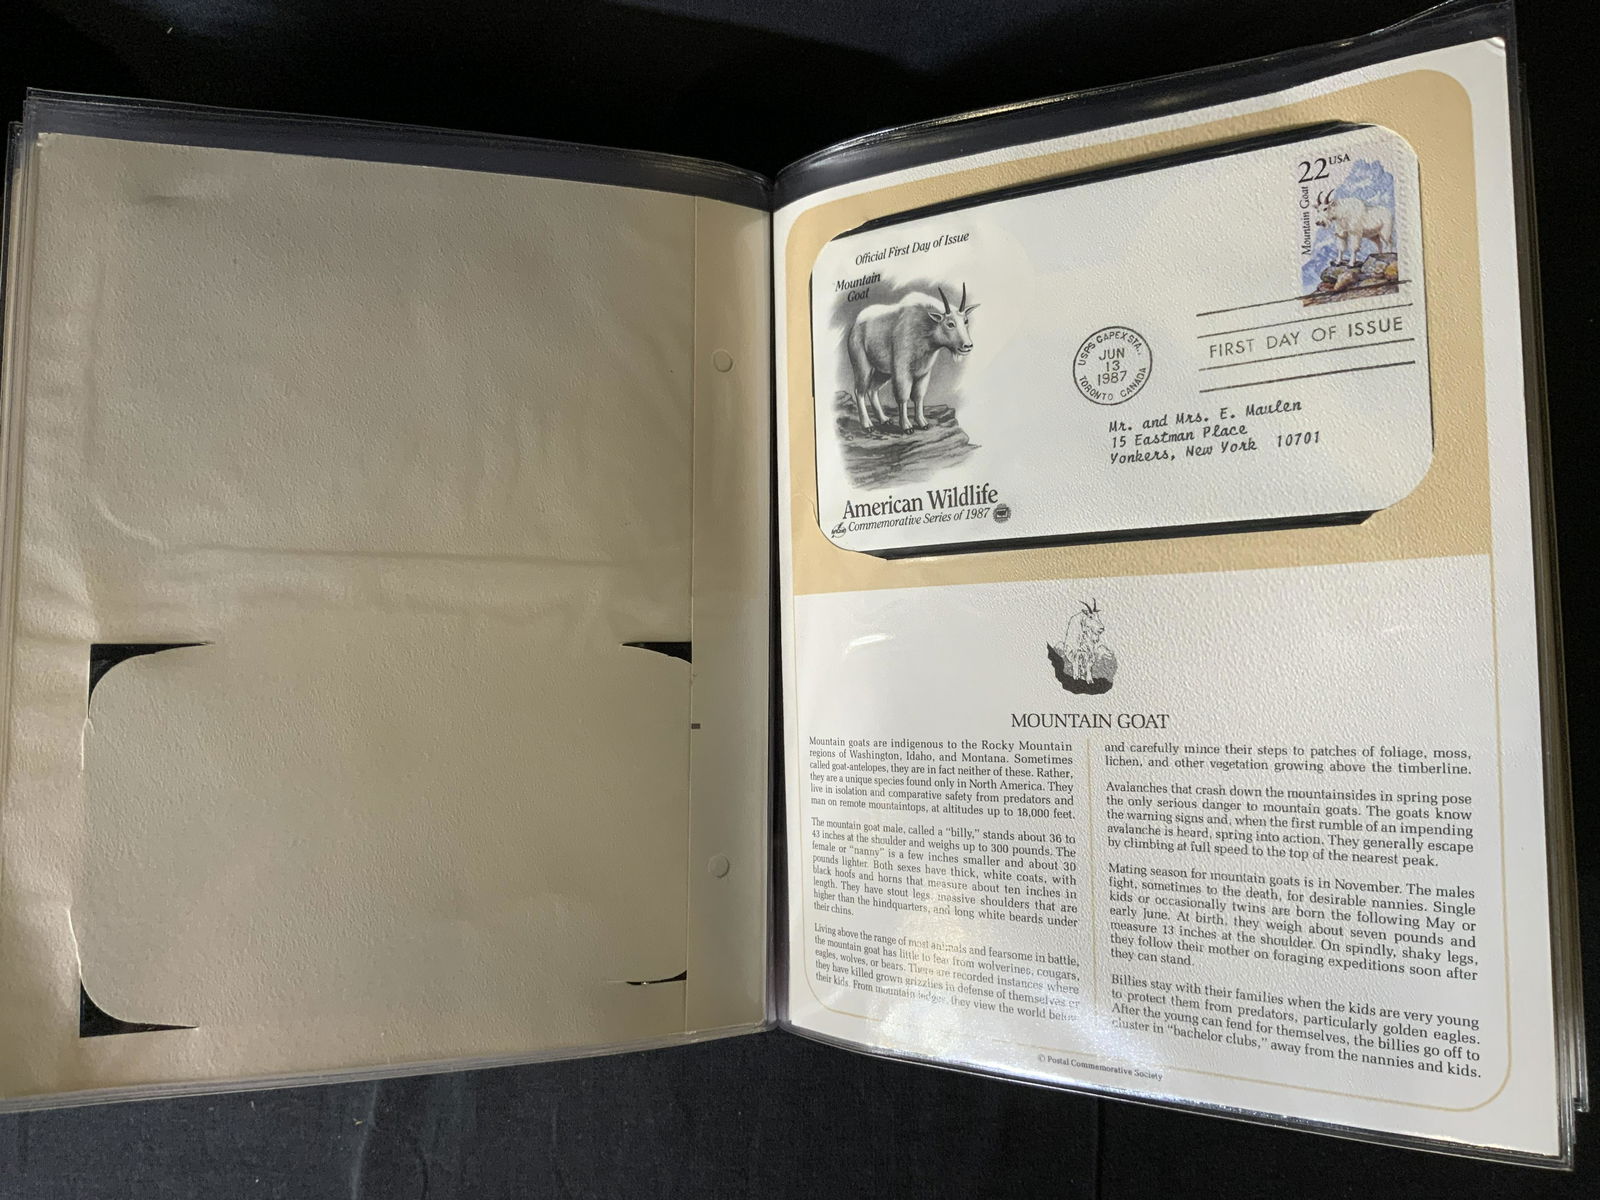 Official First Day of Issue
Mountain
Goat
American Wildlife
Commemorative Series of 1987
22 USA
Mountain Goat
USPS CAPEX STA.
JUN
13
1987
TORONTO CANADA
FIRST DAY OF ISSUE
Mr. and Mrs. E. Maulen
15 Eastman Place
Yonkers, New York 10701
MOUNTAIN GOAT
Mountain goats are indigenous to the Rocky Mountain
regions of Washington, Idaho, and Montana. Sometimes
called goat-antelopes, they are in fact neither of these. Rather,
they are a unique species found only in North America. They
live in isolation and comparative safety from predators and
man on remote mountaintops, at altitudes up to 18,000 feet.
The mountain goat male, called a “billy,” stands about 36 to
43 inches at the shoulder and weighs up to 300 pounds. The
female or “nanny” is a few inches smaller and about 30
pounds lighter. Both sexes have thick, white coats, with
black hoofs and horns that measure about ten inches in
length. They have stout legs, massive shoulders that are
higher than the hindquarters, and long white beards under
their chins.
Living above the range of most animals and fearsome in battle,
the mountain goat has little to fear from wolverines, cougars,
eagles, wolves, or bears. There are recorded instances where
they have killed grown grizzlies in defense of themselves or
their kids. From mountain ledges, they view the world below
and carefully mince their steps to patches of foliage, moss,
lichen, and other vegetation growing above the timberline.
Avalanches that crash down the mountainsides in spring pose
the only serious danger to mountain goats. The goats know
the warning signs and, when the first rumble of an impending
avalanche is heard, spring into action. They generally escape
by climbing at full speed to the top of the nearest peak.
Mating season for mountain goats is in November. The males
fight, sometimes to the death, for desirable nannies. Single
kids or occasionally twins are born the following May or
early June. At birth, they weigh about seven pounds and
measure 13 inches at the shoulder. On spindly, shaky legs,
they follow their mother on foraging expeditions soon after
they can stand.
Billies stay with their families when the kids are very young
to protect them from predators, particularly golden eagles.
After the young can fend for themselves, the billies go off to
cluster in “bachelor clubs,” away from the nannies and kids.
© Postal Commemorative Society